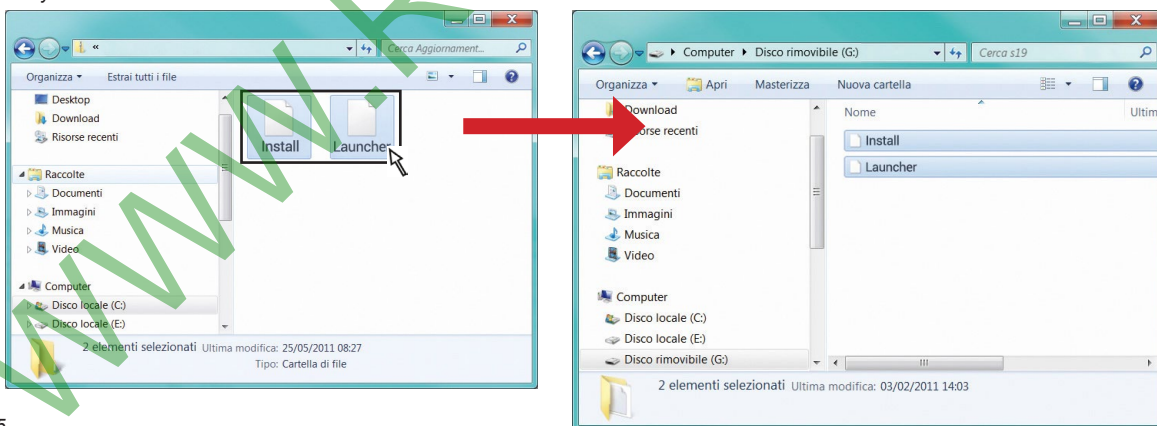 «
Cerca Aggiornament...
Organizza
Estrai tutti i file
Desktop
Download
Risorse recenti
Raccolte
Documenti
Immagini
Musica
Video
Computer
Disco locale (C:)
Disco locale (E:)
Install
Launcher
2 elementi selezionati Ultima modifica: 25/05/2011 08:27
Tipo: Cartella di file
Computer Disco rimovibile (G:)
Cerca s19
Organizza Apri Masterizza Nuova cartella
Download
Risorse recenti
Raccolte
Documenti
Immagini
Musica
Video
Computer
Disco locale (C:)
Disco locale (E:)
Disco rimovibile (G:)
Nome Ultim
Install
Launcher
2 elementi selezionati Ultima modifica: 03/02/2011 14:03
www.